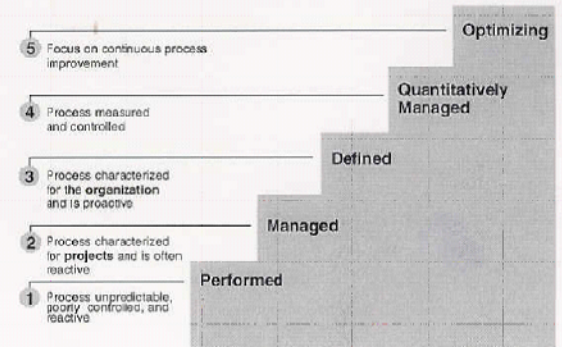 Optimizing
5 Focus on continuous process
improvement
Quantitatively
Managed
4 Process measured
and controlled
Defined
3 Process characterized
for the organization
and is proactive
Managed
2 Process characterized
for projects and is often
reactive
Performed
1 Process unpredictable,
poorly controlled, and
reactive